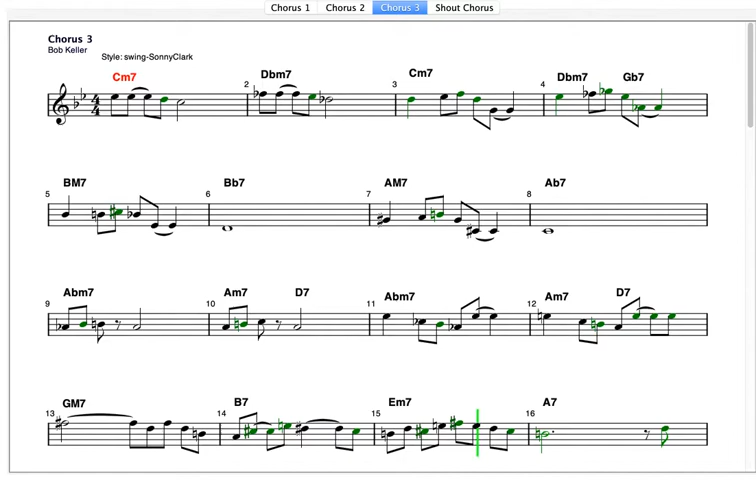 Chorus 1 Chorus 2 Chorus 3 Shout Chorus
Chorus 3
Bob Keller
Style: swing-SonnyClark
Cm7 Dbm7 Cm7 Dbm7 Gb7
2 3 4
4
4
BM7 Bb7 AM7 Ab7
5 6 7 8
Abm7 Am7 D7 Abm7 Am7 D7
9 10 11 12
GM7 B7 Em7 A7
13 14 15 16